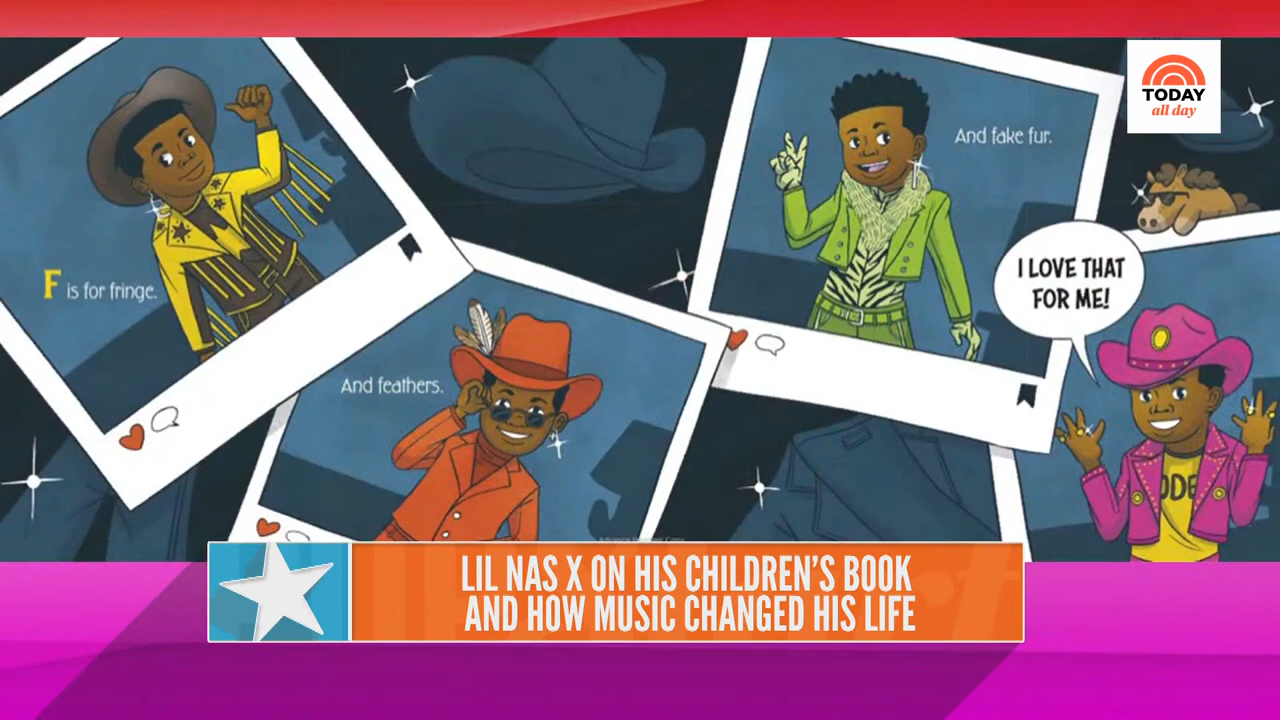 TODAY
all day
And fake fur.
F is for fringe.
I LOVE THAT
FOR ME!
And feathers.
LIL NAS X ON HIS CHILDREN'S BOOK
AND HOW MUSIC CHANGED HIS LIFE